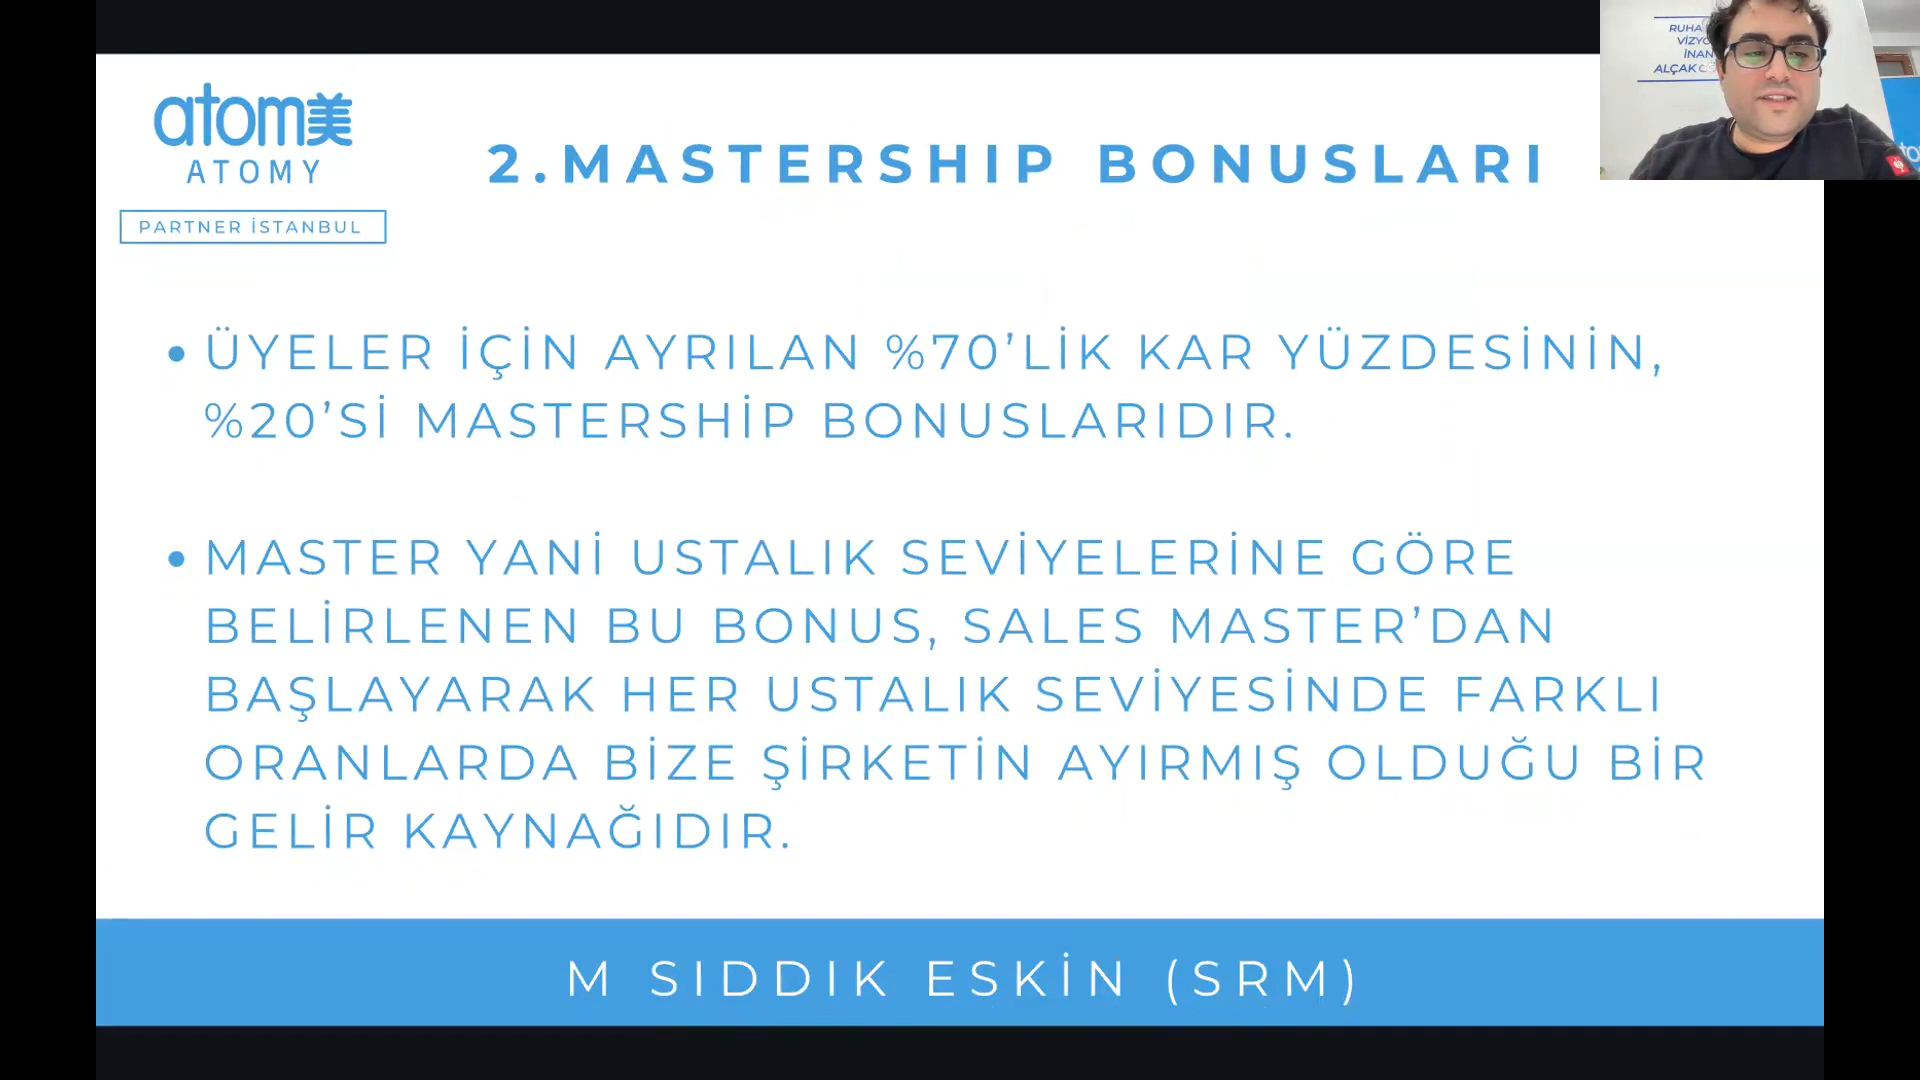 atom美
ATOMY
PARTNER İSTANBUL
2.MASTERSHIP BONUSLARI
RUHA
VİZYO
İNAN
ALÇAK
• ÜYELER İÇİN AYRILAN %70’LİK KAR YÜZDESİNİN,
%20’Sİ MASTERSHİP BONUSLARIDIR.
• MASTER YANİ USTALIK SEVİYELERİNE GÖRE
BELİRLENEN BU BONUS, SALES MASTER’DAN
BAŞLAYARAK HER USTALIK SEVİYESİNDE FARKLI
ORANLARDA BİZE ŞİRKETİN AYIRMIŞ OLDUĞU BİR
GELİR KAYNAĞIDIR.
M SIDDIK ESKİN (SRM)